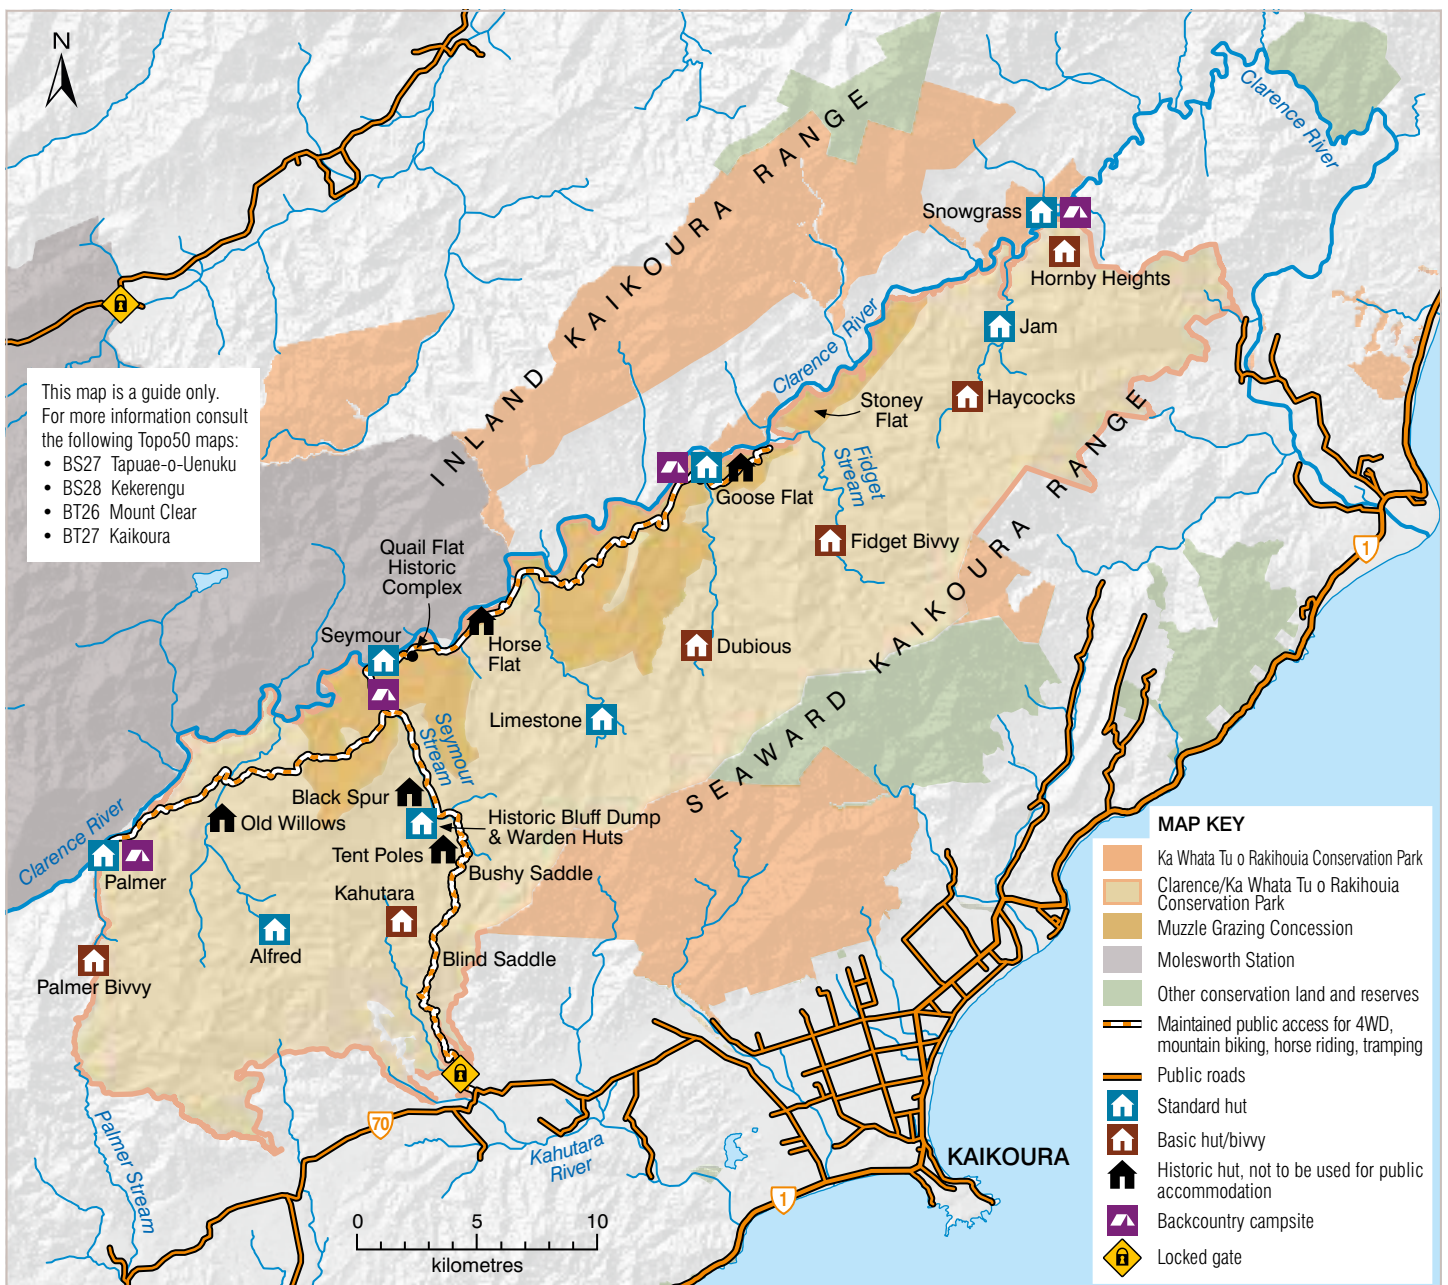 N
This map is a guide only.
For more information consult
the following Topo50 maps:
• BS27 Tapuae-o-Uenuku
• BS28 Kekerengu
• BT26 Mount Clear
• BT27 Kaikoura
INLAND KAIKOURA RANGE
SEAWARD KAIKOURA RANGE
Clarence River
Snowgrass
Hornby Heights
Jam
Haycocks
Clarence River
Stoney
Flat
Fidget
Stream
Goose Flat
Fidget Bivvy
Quail Flat
Historic
Complex
Seymour
Horse
Flat
Dubious
Limestone
Seymour
Stream
Black Spur
Old Willows
Historic Bluff Dump
& Warden Huts
Tent Poles
Bushy Saddle
Clarence River
Palmer
Kahutara
Alfred
Blind Saddle
Palmer Bivvy
Palmer Stream
70
Kahutara
River
1
1
KAIKOURA
0 5 10
kilometres
MAP KEY
Ka Whata Tu o Rakihouia Conservation Park
Clarence/Ka Whata Tu o Rakihouia
Conservation Park
Muzzle Grazing Concession
Molesworth Station
Other conservation land and reserves
Maintained public access for 4WD,
mountain biking, horse riding, tramping
Public roads
Standard hut
Basic hut/bivvy
Historic hut, not to be used for public
accommodation
Backcountry campsite
Locked gate